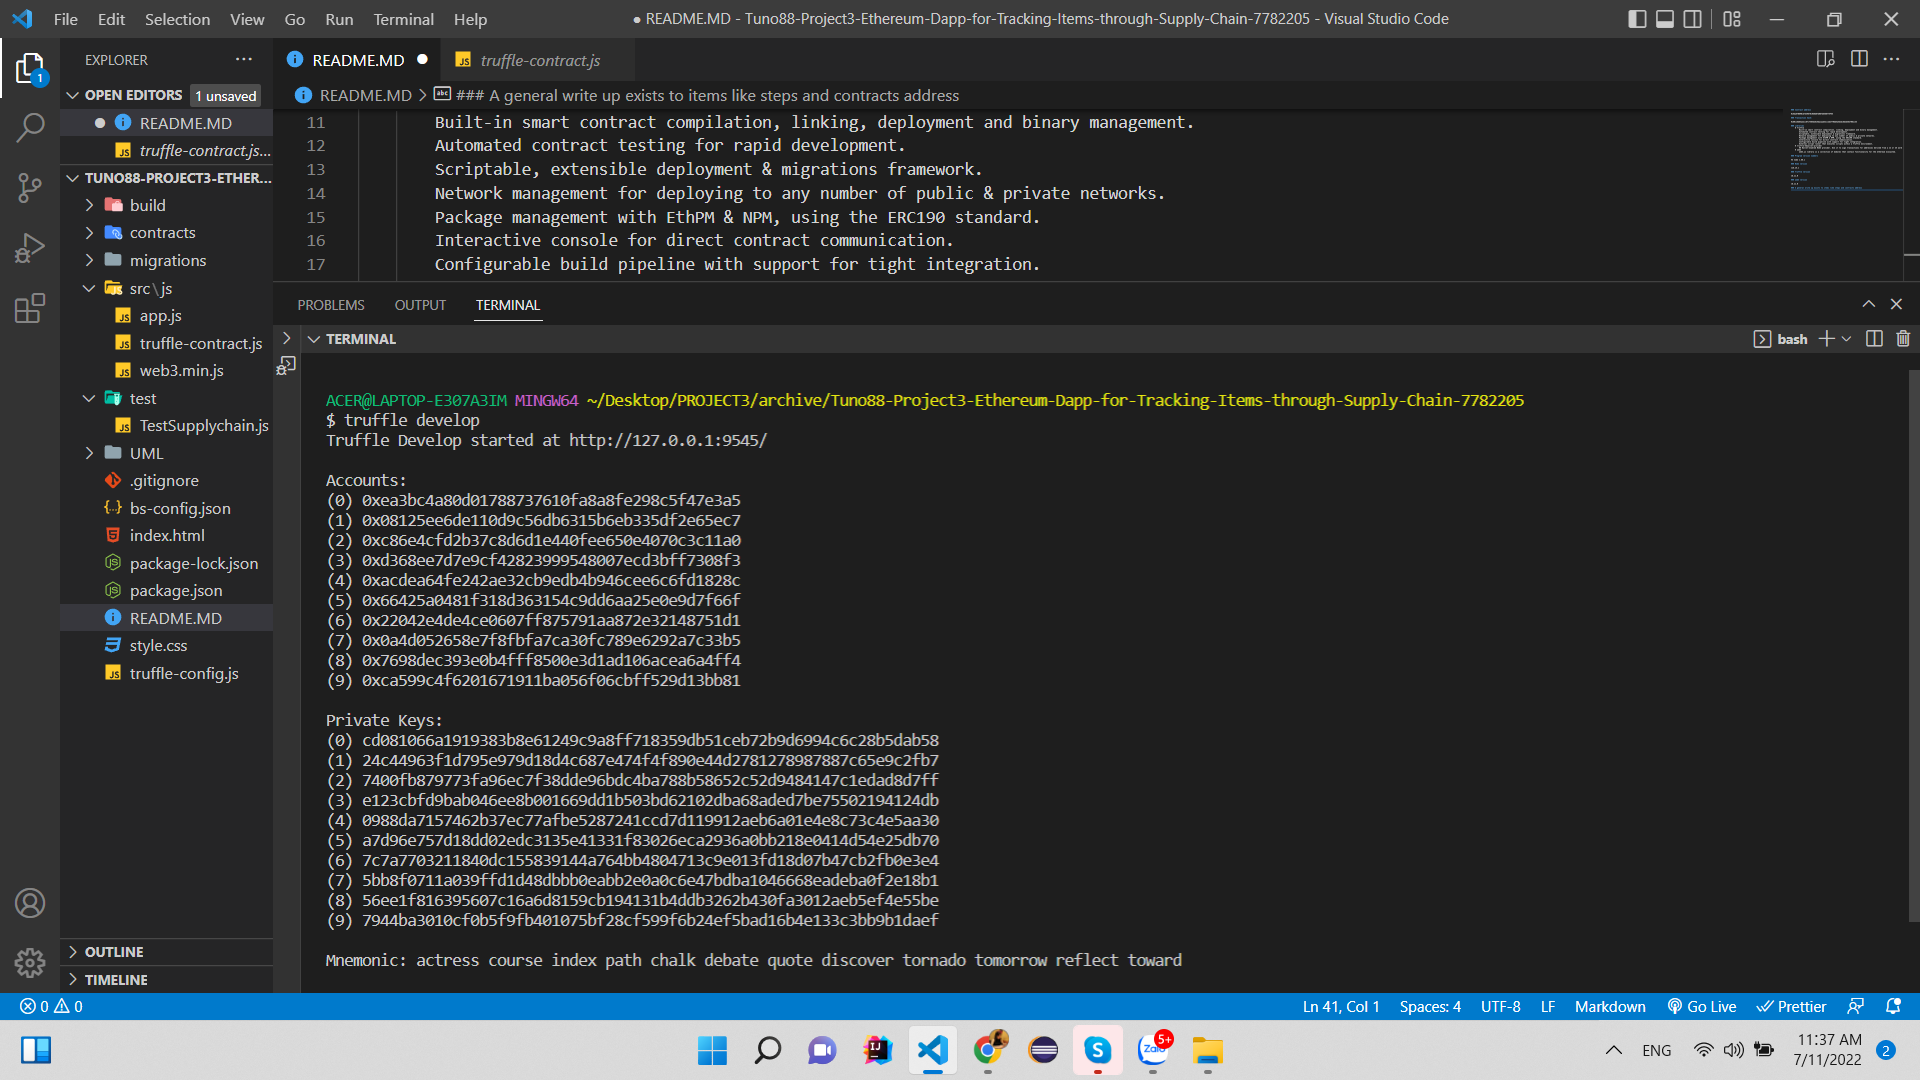 File Edit Selection View Go Run Terminal Help
● README.MD - Tuno88-Project3-Ethereum-Dapp-for-Tracking-Items-through-Supply-Chain-7782205 - Visual Studio Code
EXPLORER
OPEN EDITORS 1 unsaved
README.MD
truffle-contract.js...
TUNO88-PROJECT3-ETHER...
build
contracts
migrations
src\js
app.js
truffle-contract.js
web3.min.js
test
TestSupplychain.js
UML
.gitignore
bs-config.json
index.html
package-lock.json
package.json
README.MD
style.css
truffle-config.js
OUTLINE
TIMELINE
README.MD
truffle-contract.js
README.MD > ### A general write up exists to items like steps and contracts address
11 Built-in smart contract compilation, linking, deployment and binary management.
12 Automated contract testing for rapid development.
13 Scriptable, extensible deployment & migrations framework.
14 Network management for deploying to any number of public & private networks.
15 Package management with EthPM & NPM, using the ERC190 standard.
16 Interactive console for direct contract communication.
17 Configurable build pipeline with support for tight integration.
PROBLEMS OUTPUT TERMINAL
TERMINAL
bash
ACER@LAPTOP-E307A3IM MINGW64 ~/Desktop/PROJECT3/archive/Tuno88-Project3-Ethereum-Dapp-for-Tracking-Items-through-Supply-Chain-7782205
$ truffle develop
Truffle Develop started at http://127.0.0.1:9545/
Accounts:
(0) 0xea3bc4a80d01788737610fa8a8fe298c5f47e3a5
(1) 0x08125ee6de110d9c56db6315b6eb335df2e65ec7
(2) 0xc86e4cfd2b37c8d6d1e440fee650e4070c3c11a0
(3) 0xd368ee7d7e9cf42823999548007ecd3bff7308f3
(4) 0xacdea64fe242ae32cb9edb4b946cee6c6fd1828c
(5) 0x66425a0481f318d363154c9dd6aa25e0e9d7f66f
(6) 0x22042e4de4ce0607ff875791aa872e32148751d1
(7) 0x0a4d052658e7f8fbfa7ca30fc789e6292a7c33b5
(8) 0x7698dec393e0b4fff8500e3d1ad106acea6a4ff4
(9) 0xca599c4f6201671911ba056f06cbff529d13bb81
Private Keys:
(0) cd081066a1919383b8e61249c9a8ff718359db51ceb72b9d6994c6c28b5dab58
(1) 24c44963f1d795e979d18d4c687e474f4f890e44d2781278987887c65e9c2fb7
(2) 7400fb879773fa96ec7f38dde96bdc4ba788b58652c52d9484147c1edad8d7ff
(3) e123cbfd9bab046ee8b001669dd1b503bd62102dba68aded7be75502194124db
(4) 0988da7157462b37ec77afbe5287241ccd7d119912aeb6a01e4e8c73c4e5aa30
(5) a7d96e757d18dd02edc3135e41331f83026eca2936a0bb218e0414d54e25db70
(6) 7c7a7703211840dc155839144a764bb4804713c9e013fd18d07b47cb2fb0e3e4
(7) 5bb8f0711a039ffd1d48dbbb0eabb2e0a0c6e47bdba1046668eadeba0f2e18b1
(8) 56ee1f816395607c16a6d8159cb194131b4ddb3262b430fa3012aeb5ef4e55be
(9) 7944ba3010cf0b5f9fb401075bf28cf599f6b24ef5bad16b4e133c3bb9b1daef
Mnemonic: actress course index path chalk debate quote discover tornado tomorrow reflect toward
0 0 Ln 41, Col 1 Spaces: 4 UTF-8 LF Markdown Go Live Prettier
ENG 11:37 AM
7/11/2022 2